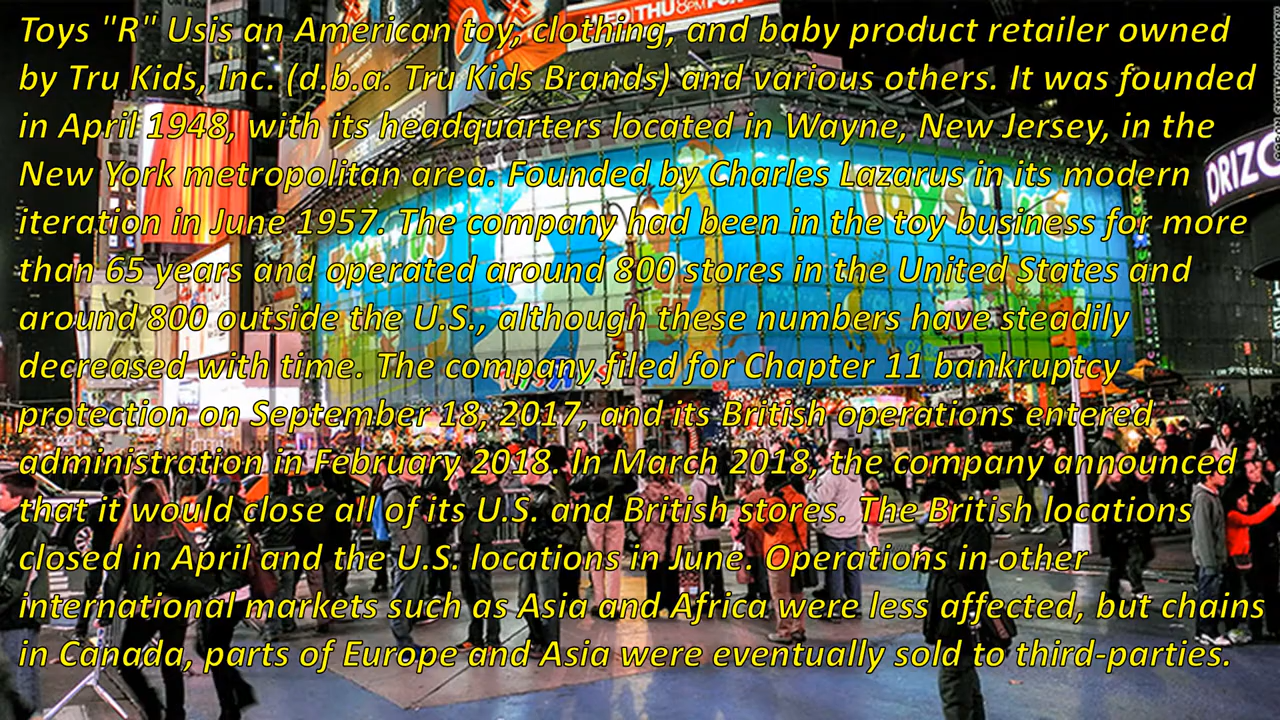 Toys "R" Usis an American toy, clothing, and baby product retailer owned
by Tru Kids, Inc. (d.b.a. Tru Kids Brands) and various others. It was founded
in April 1948, with its headquarters located in Wayne, New Jersey, in the
New York metropolitan area. Founded by Charles Lazarus in its modern
iteration in June 1957. The company had been in the toy business for more
than 65 years and operated around 800 stores in the United States and
around 800 outside the U.S., although these numbers have steadily
decreased with time. The company filed for Chapter 11 bankruptcy
protection on September 18, 2017, and its British operations entered
administration in February 2018. In March 2018, the company announced
that it would close all of its U.S. and British stores. The British locations
closed in April and the U.S. locations in June. Operations in other
international markets such as Asia and Africa were less affected, but chains
in Canada, parts of Europe and Asia were eventually sold to third-parties.
THU 8PM FOX
TOYS R US